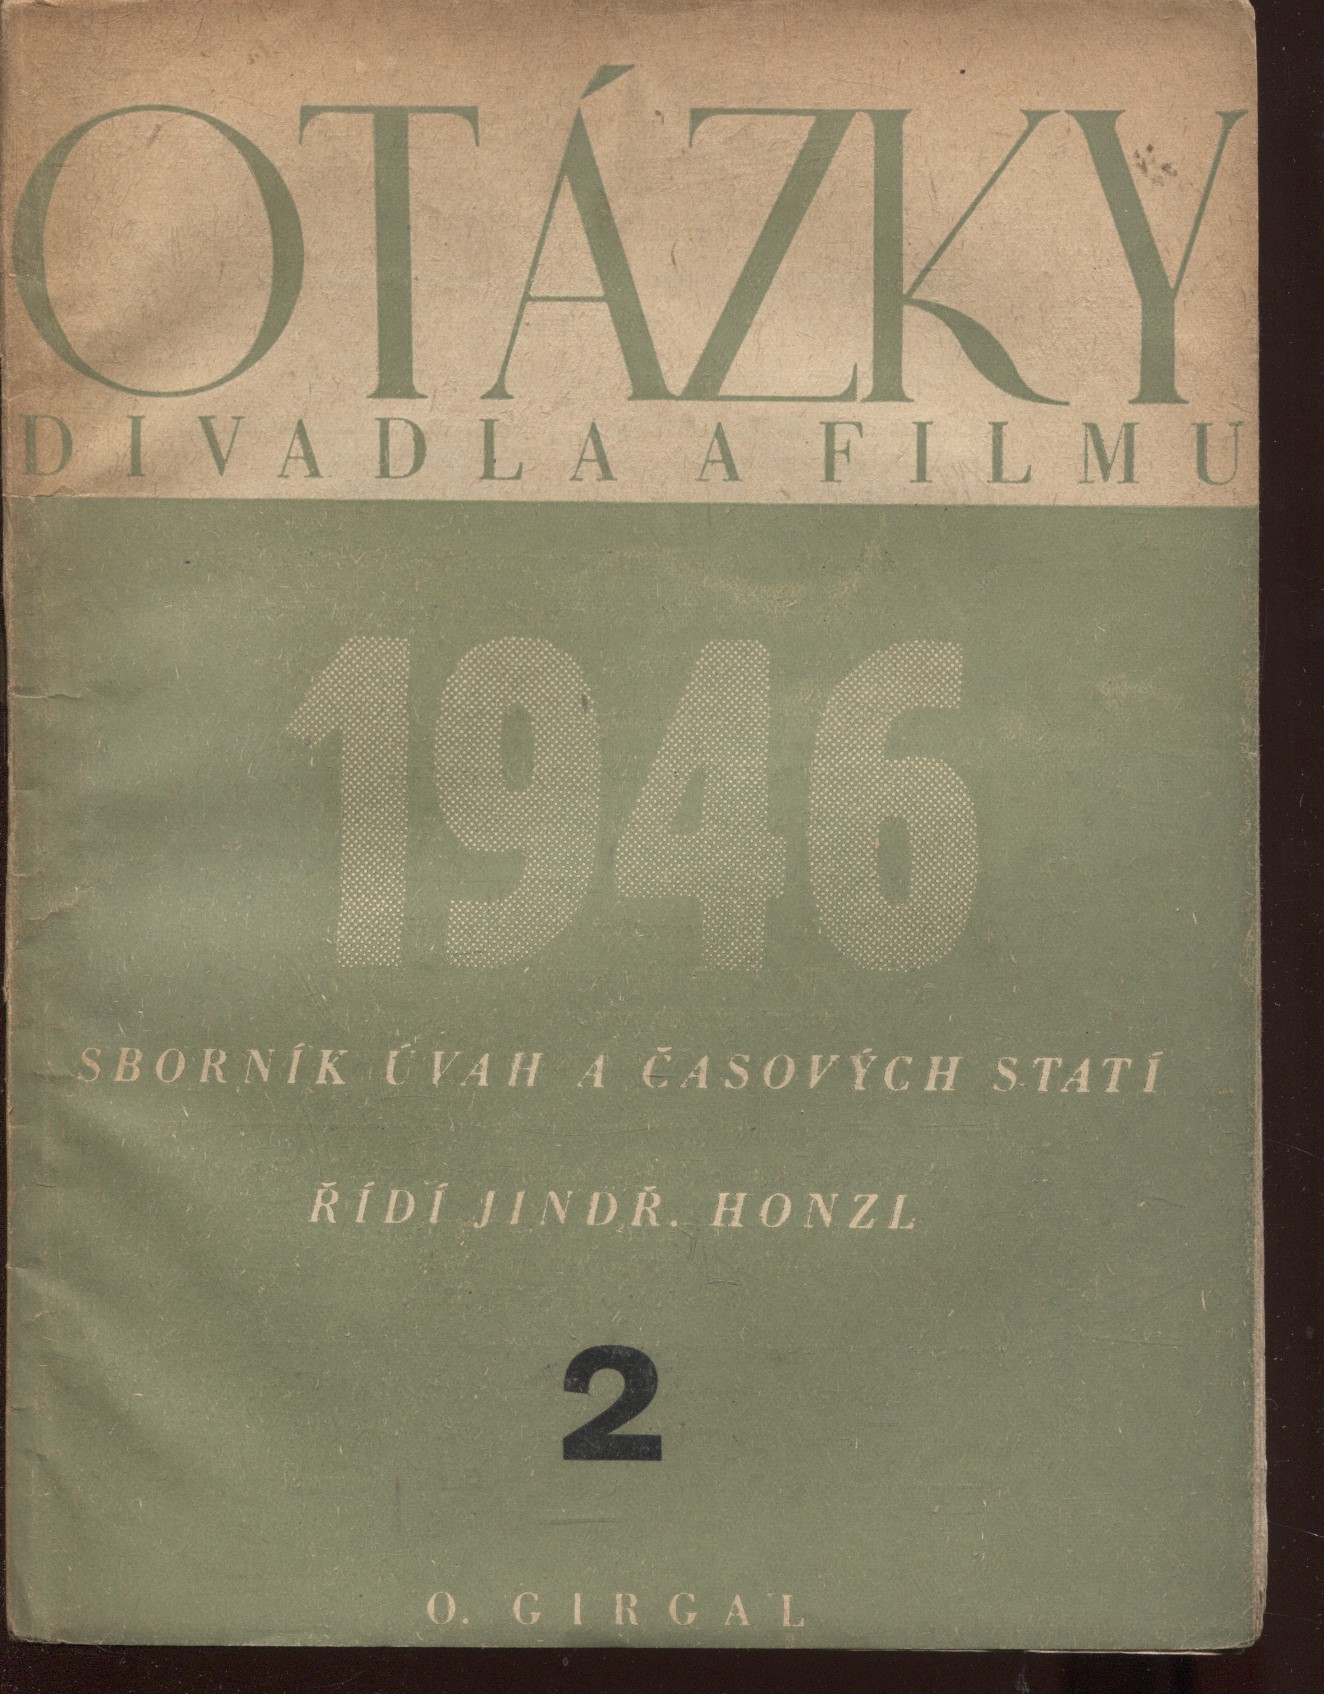 OTÁZKY
DIVADLA A FILMU
1946
SBORNÍK ÚVAH A ČASOVÝCH STATÍ
ŘÍDÍ JINDŘ. HONZL
2
O. GIRGAL